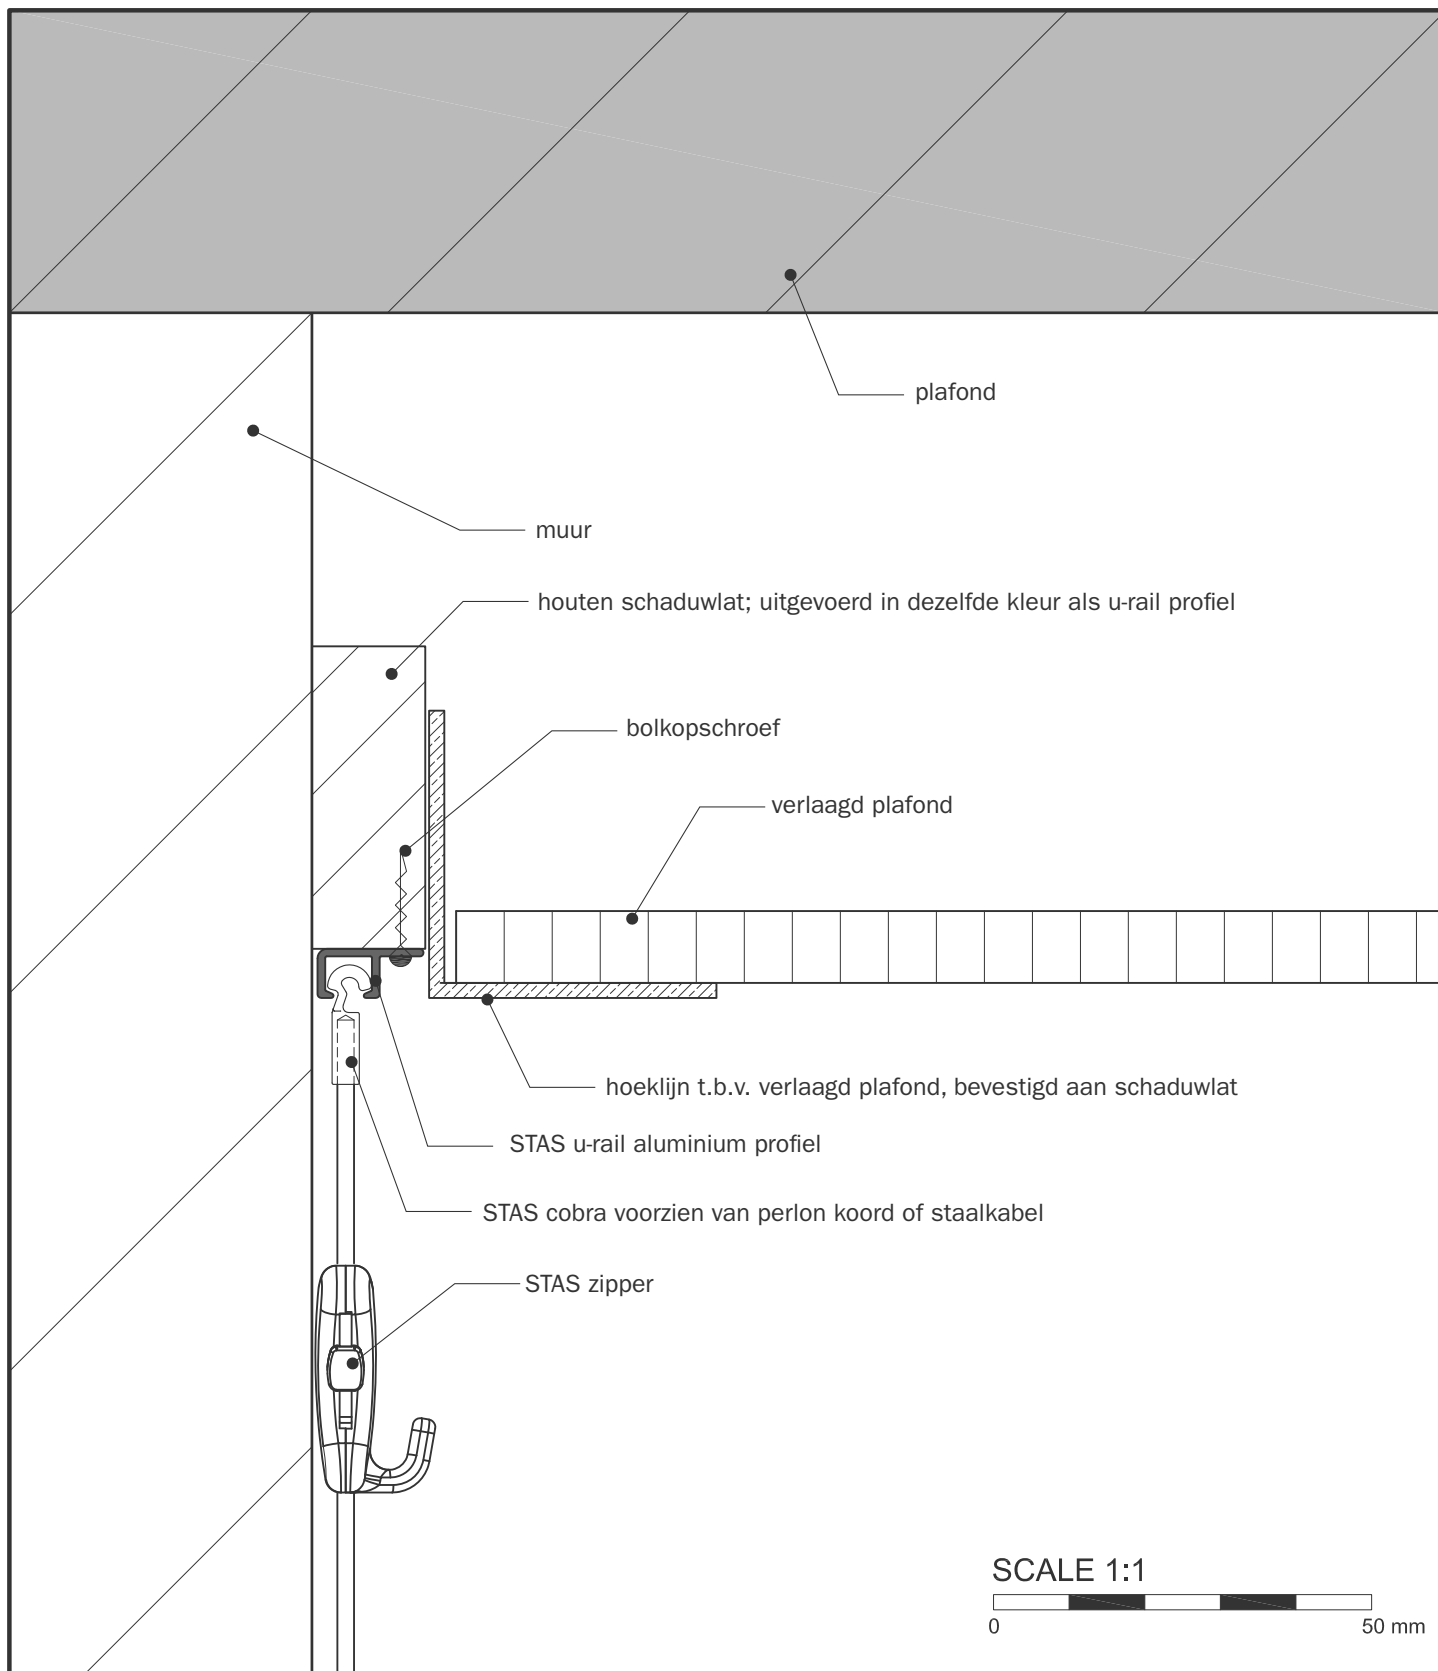 plafond
muur
houten schaduwlat; uitgevoerd in dezelfde kleur als u-rail profiel
bolkopschroef
verlaagd plafond
hoeklijn t.b.v. verlaagd plafond, bevestigd aan schaduwlat
STAS u-rail aluminium profiel
STAS cobra voorzien van perlon koord of staalkabel
STAS zipper
SCALE 1:1
0 50 mm